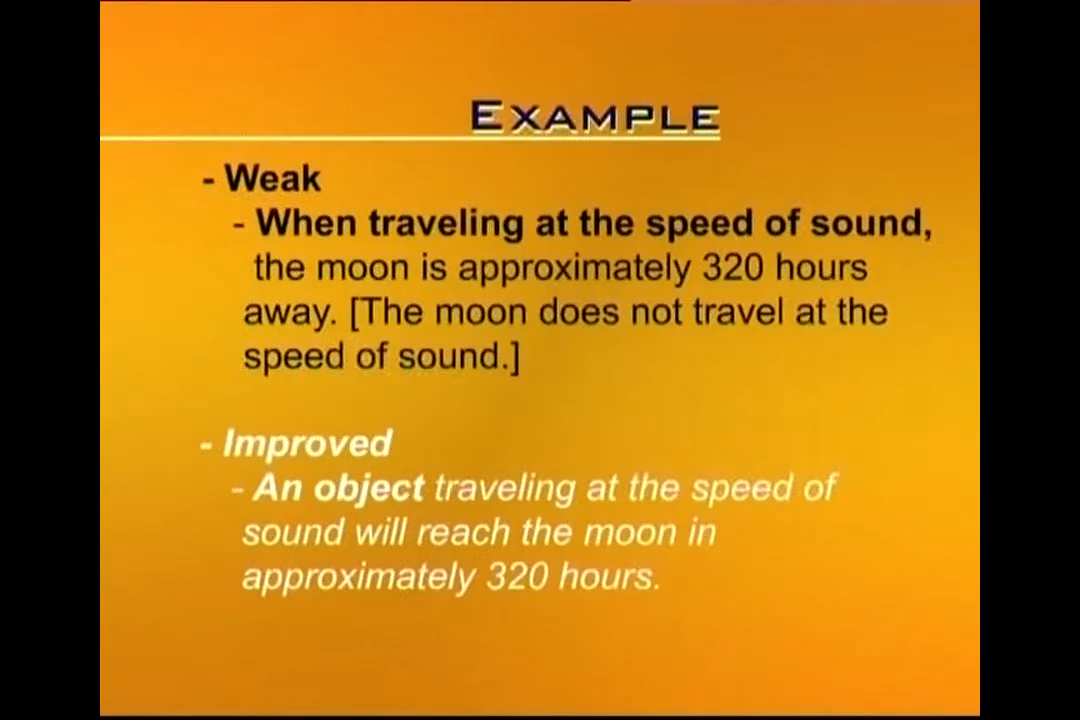 EXAMPLE
- Weak
- When traveling at the speed of sound,
the moon is approximately 320 hours
away. [The moon does not travel at the
speed of sound.]
- Improved
- An object traveling at the speed of
sound will reach the moon in
approximately 320 hours.